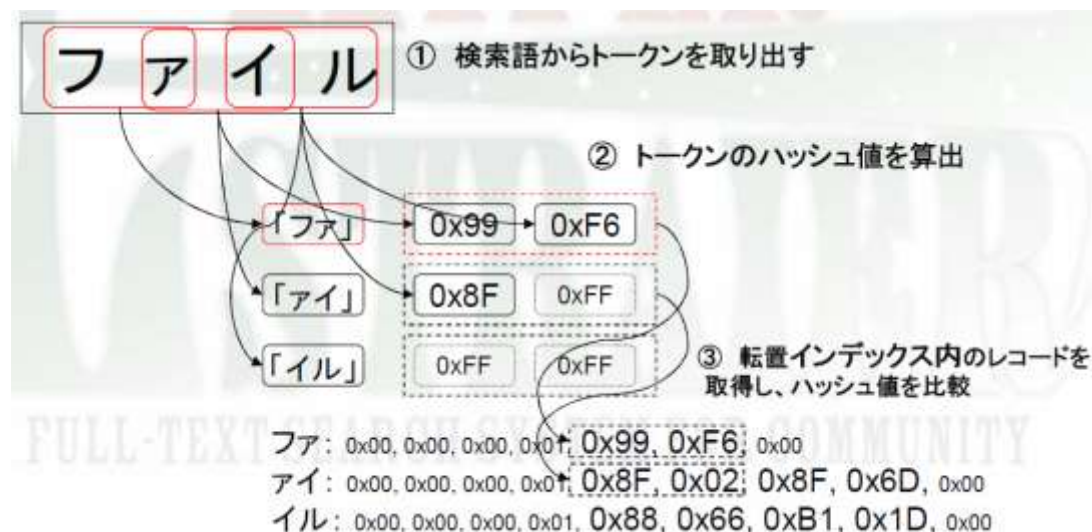 ファイル
① 検索語からトークンを取り出す
② トークンのハッシュ値を算出
「ファ」 0x99 0xF6
「ァイ」 0x8F 0xFF
「イル」 0xFF 0xFF
③ 転置インデックス内のレコードを
取得し、ハッシュ値を比較
FULL-TEXT SEARCH SYSTEM FOR COMMUNITY
ファ: 0x00, 0x00, 0x00, 0x01, 0x99, 0xF6, 0x00
ァイ: 0x00, 0x00, 0x00, 0x01, 0x8F, 0x02, 0x8F, 0x6D, 0x00
イル: 0x00, 0x00, 0x00, 0x01, 0x88, 0x66, 0xB1, 0x1D, 0x00